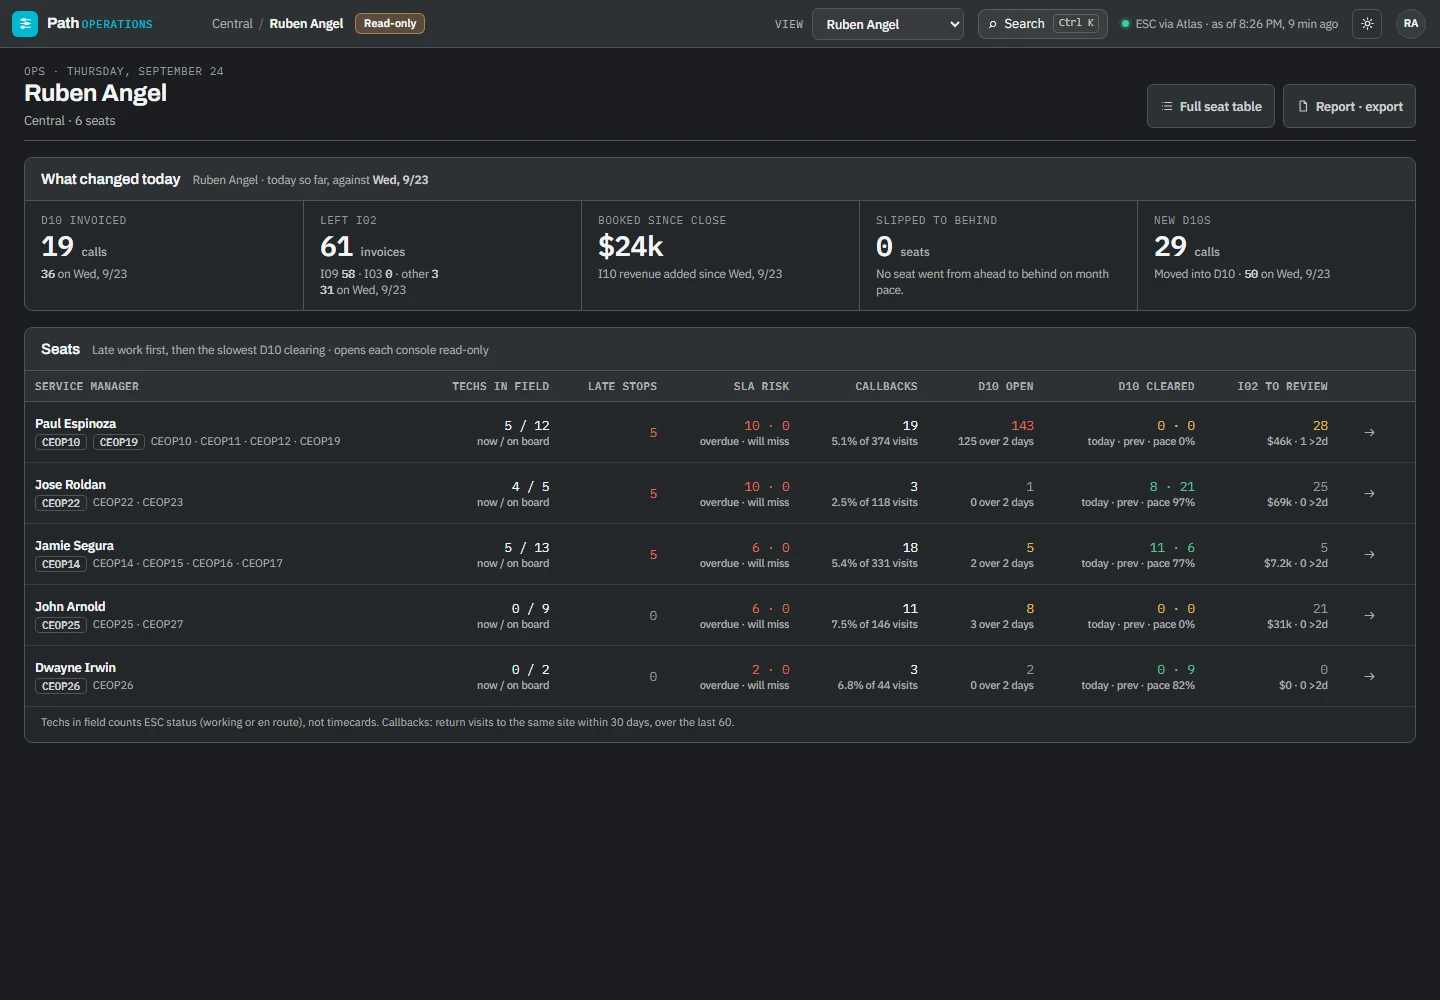 Path OPERATIONS
Central / Ruben Angel Read-only
VIEW Ruben Angel
Search Ctrl K
ESC via Atlas · as of 8:26 PM, 9 min ago
RA
OPS · THURSDAY, SEPTEMBER 24
Ruben Angel
Central · 6 seats
Full seat table
Report · export
What changed today Ruben Angel · today so far, against Wed, 9/23
D10 INVOICED
19 calls
36 on Wed, 9/23
LEFT I02
61 invoices
I09 58 · I03 0 · other 3
31 on Wed, 9/23
BOOKED SINCE CLOSE
$24k
I10 revenue added since Wed, 9/23
SLIPPED TO BEHIND
0 seats
No seat went from ahead to behind on month
pace.
NEW D10S
29 calls
Moved into D10 · 50 on Wed, 9/23
Seats Late work first, then the slowest D10 clearing · opens each console read-only
SERVICE MANAGER TECHS IN FIELD LATE STOPS SLA RISK CALLBACKS D10 OPEN D10 CLEARED I02 TO REVIEW
Paul Espinoza 5 / 12 5 10 · 0 19 143 0 · 0 28 →
CEOP10 CEOP19 CEOP10 · CEOP11 · CEOP12 · CEOP19 now / on board overdue · will miss 5.1% of 374 visits 125 over 2 days today · prev · pace 0% $46k · 1 >2d
Jose Roldan 4 / 5 5 10 · 0 3 1 8 · 21 25 →
CEOP22 CEOP22 · CEOP23 now / on board overdue · will miss 2.5% of 118 visits 0 over 2 days today · prev · pace 97% $69k · 0 >2d
Jamie Segura 5 / 13 5 6 · 0 18 5 11 · 6 5 →
CEOP14 CEOP14 · CEOP15 · CEOP16 · CEOP17 now / on board overdue · will miss 5.4% of 331 visits 2 over 2 days today · prev · pace 77% $7.2k · 0 >2d
John Arnold 0 / 9 0 6 · 0 11 8 0 · 0 21 →
CEOP25 CEOP25 · CEOP27 now / on board overdue · will miss 7.5% of 146 visits 3 over 2 days today · prev · pace 0% $31k · 0 >2d
Dwayne Irwin 0 / 2 0 2 · 0 3 2 0 · 9 0 →
CEOP26 CEOP26 now / on board overdue · will miss 6.8% of 44 visits 0 over 2 days today · prev · pace 82% $0 · 0 >2d
Techs in field counts ESC status (working or en route), not timecards. Callbacks: return visits to the same site within 30 days, over the last 60.